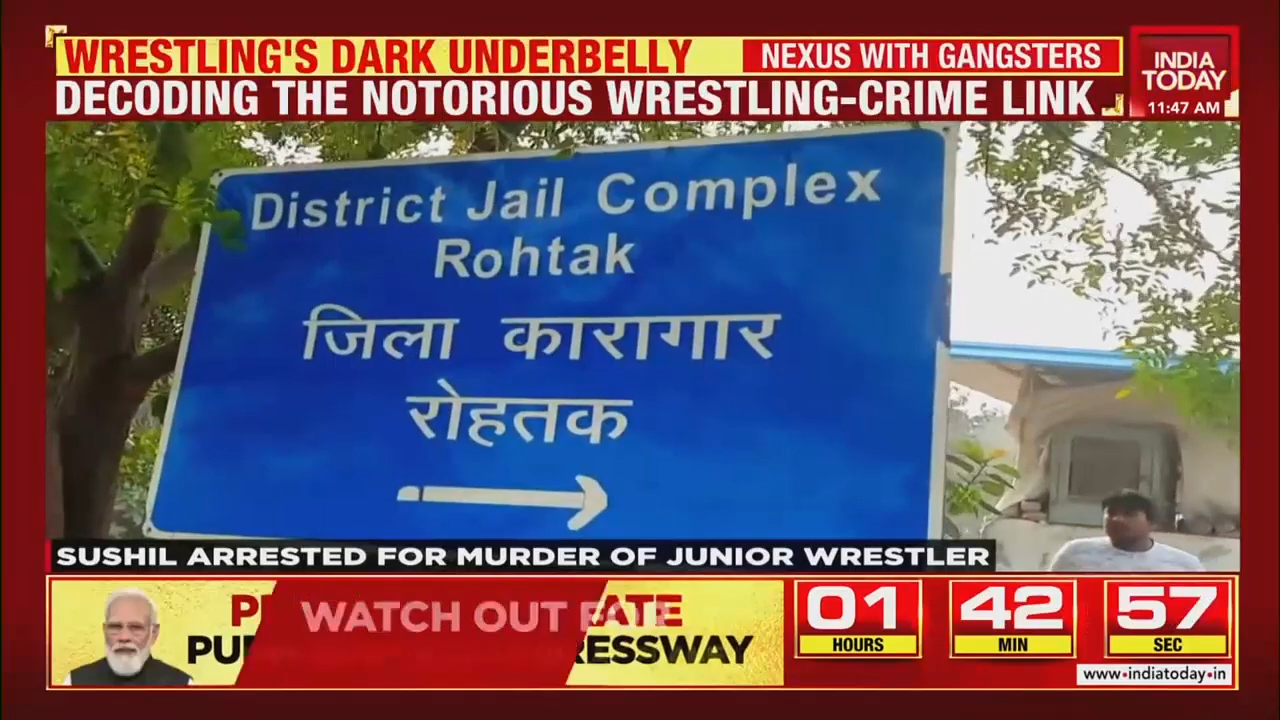 WRESTLING'S DARK UNDERBELLY
NEXUS WITH GANGSTERS
DECODING THE NOTORIOUS WRESTLING-CRIME LINK
INDIA
TODAY
11:47 AM
District Jail Complex
Rohtak
जिला कारागार
रोहतक
SUSHIL ARRESTED FOR MURDER OF JUNIOR WRESTLER
WATCH OUT FOR
01
HOURS
42
MIN
57
SEC
www•indiatoday•in